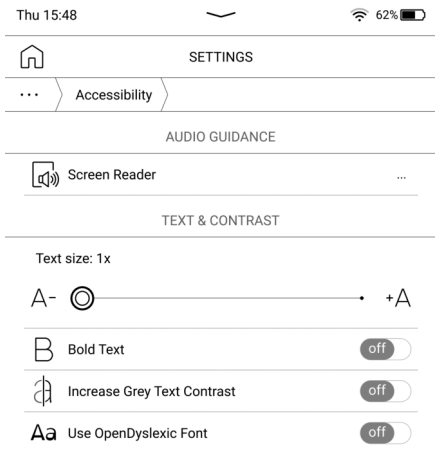 Thu 15:48 62%
SETTINGS
... Accessibility
AUDIO GUIDANCE
Screen Reader ...
TEXT & CONTRAST
Text size: 1x
A- +A
B Bold Text off
a Increase Grey Text Contrast off
Aa Use OpenDyslexic Font off